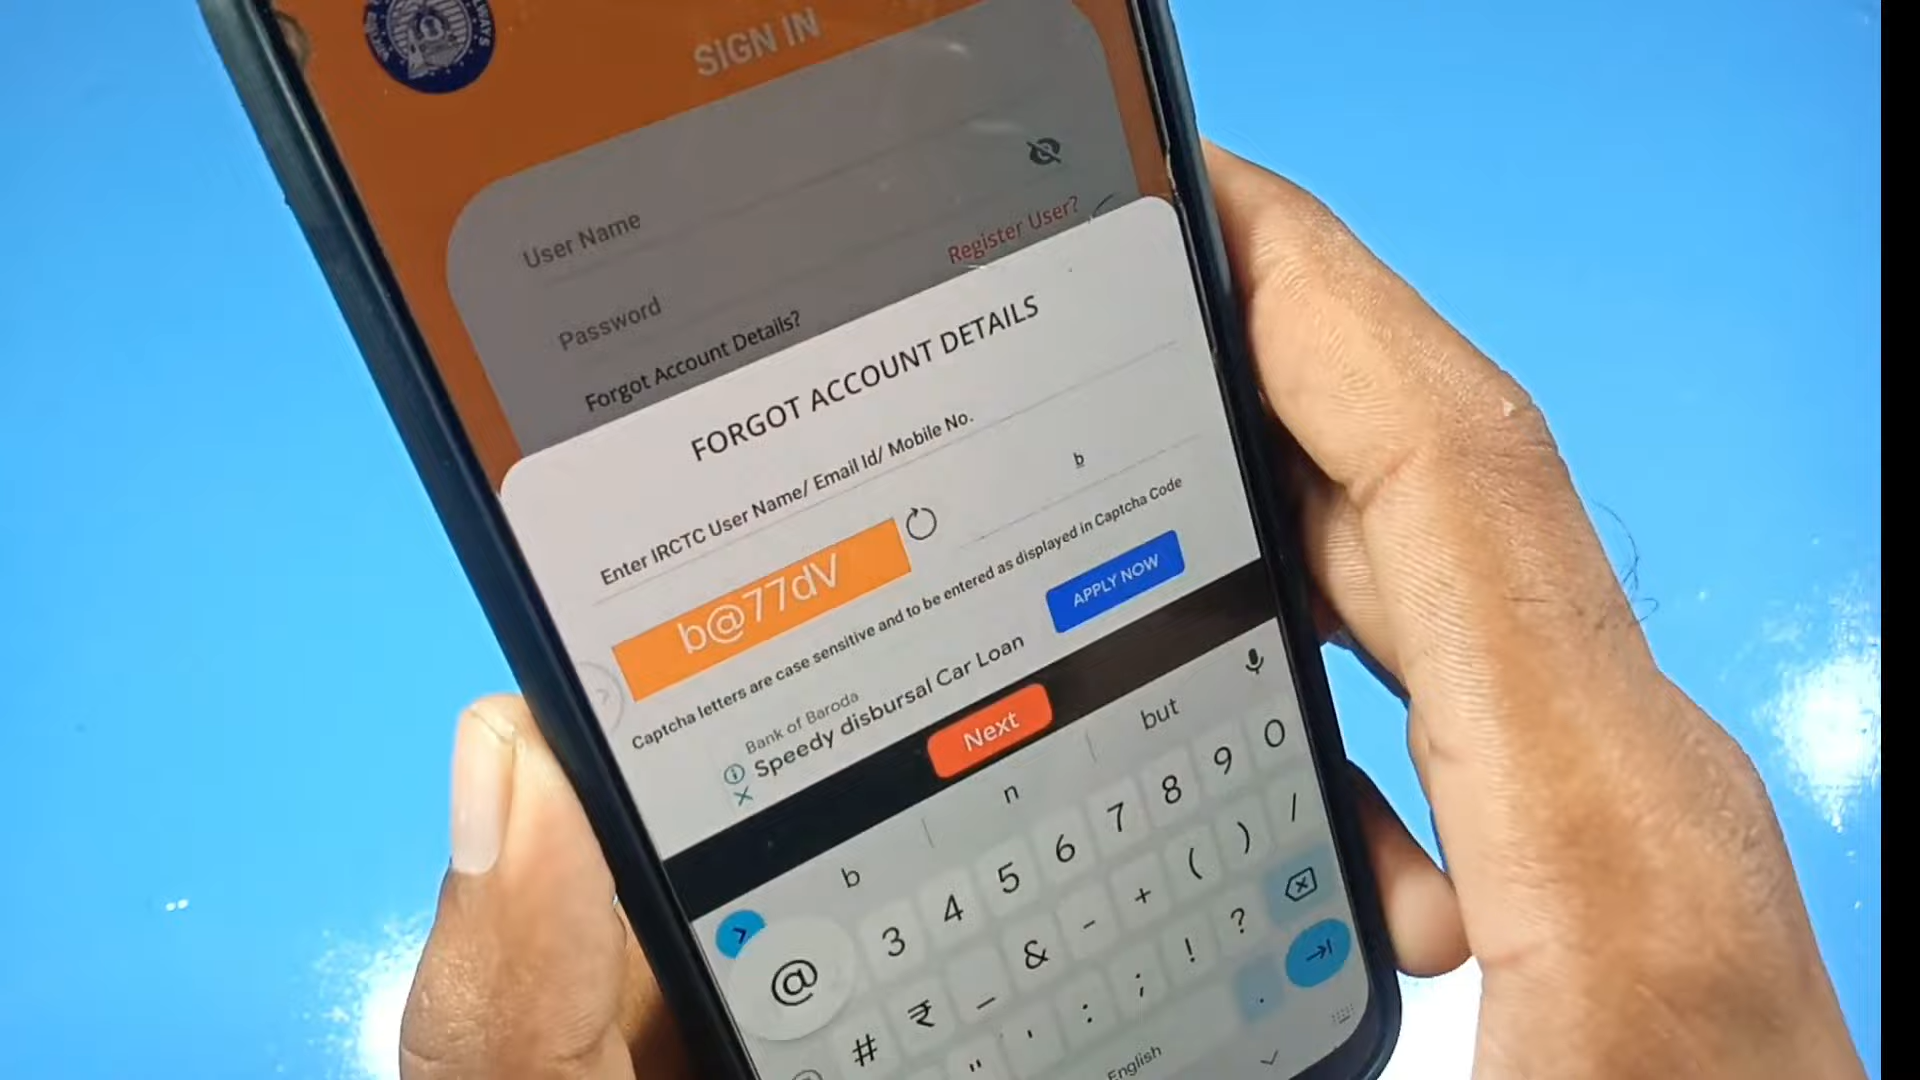 SIGN IN
User Name
Password
Register User?
Forgot Account Details?
FORGOT ACCOUNT DETAILS
Enter IRCTC User Name/ Email Id/ Mobile No.
b@77dV
b
Captcha letters are case sensitive and to be entered as displayed in Captcha Code
Bank of Baroda
Speedy disbursal Car Loan
APPLY NOW
Next
b
n
but
@ 3 4 5 6 7 8 9 0
# ₹ _ & - + ( ) /
" ' : ; ! ?
English .